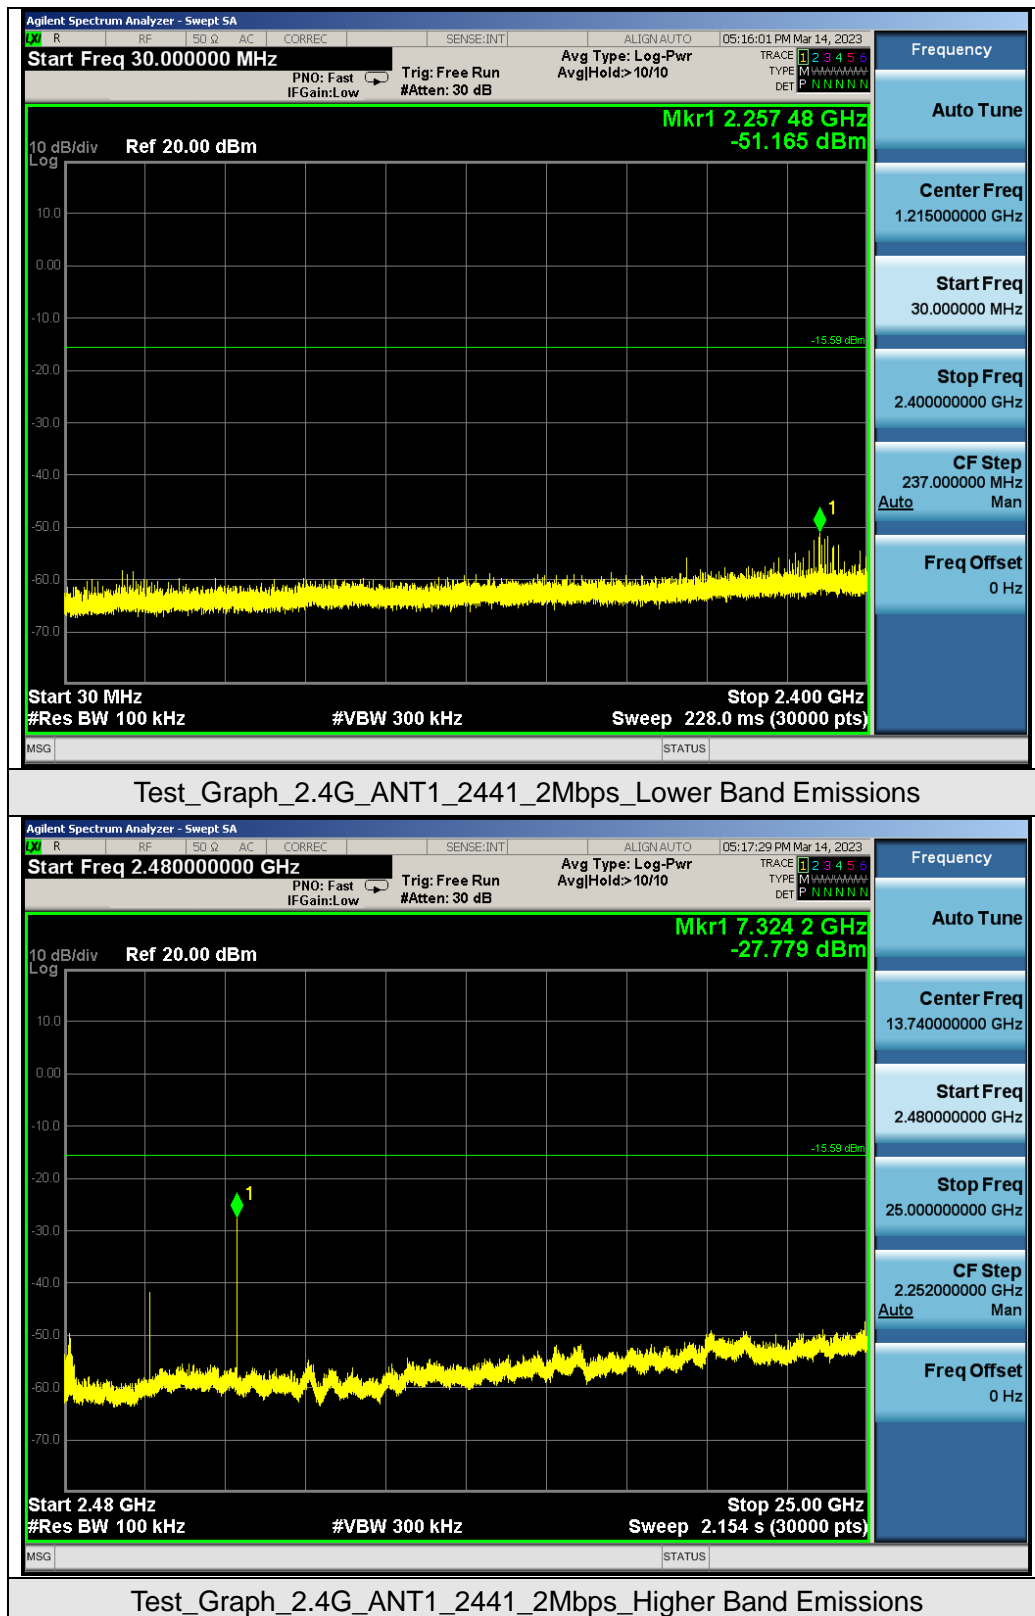 Agilent Spectrum Analyzer - Swept SA
LXI R RF 50 Ω AC CORREC SENSE:INT ALIGN AUTO 05:16:01 PM Mar 14, 2023
Start Freq 30.000000 MHz
PNO: Fast
IFGain:Low
Trig: Free Run
#Atten: 30 dB
Avg Type: Log-Pwr
Avg|Hold:> 10/10
TRACE 1 2 3 4 5 6
TYPE M WWWWW
DET P N N N N N
Mkr1 2.257 48 GHz
-51.165 dBm
10 dB/div Ref 20.00 dBm
Log
10.0
0.00
-10.0
-15.59 dBm
-20.0
-30.0
-40.0
1
-50.0
-60.0
-70.0
Start 30 MHz Stop 2.400 GHz
#Res BW 100 kHz #VBW 300 kHz Sweep 228.0 ms (30000 pts)
MSG STATUS
Frequency
Auto Tune
Center Freq
1.215000000 GHz
Start Freq
30.000000 MHz
Stop Freq
2.400000000 GHz
CF Step
237.000000 MHz
Auto Man
Freq Offset
0 Hz
Test_Graph_2.4G_ANT1_2441_2Mbps_Lower Band Emissions
Agilent Spectrum Analyzer - Swept SA
LXI R RF 50 Ω AC CORREC SENSE:INT ALIGN AUTO 05:17:29 PM Mar 14, 2023
Start Freq 2.480000000 GHz
PNO: Fast
IFGain:Low
Trig: Free Run
#Atten: 30 dB
Avg Type: Log-Pwr
Avg|Hold:> 10/10
TRACE 1 2 3 4 5 6
TYPE M WWWWW
DET P N N N N N
Mkr1 7.324 2 GHz
-27.779 dBm
10 dB/div Ref 20.00 dBm
Log
10.0
0.00
-10.0
-15.59 dBm
-20.0
1
-30.0
-40.0
-50.0
-60.0
-70.0
Start 2.48 GHz Stop 25.00 GHz
#Res BW 100 kHz #VBW 300 kHz Sweep 2.154 s (30000 pts)
MSG STATUS
Frequency
Auto Tune
Center Freq
13.740000000 GHz
Start Freq
2.480000000 GHz
Stop Freq
25.000000000 GHz
CF Step
2.252000000 GHz
Auto Man
Freq Offset
0 Hz
Test_Graph_2.4G_ANT1_2441_2Mbps_Higher Band Emissions